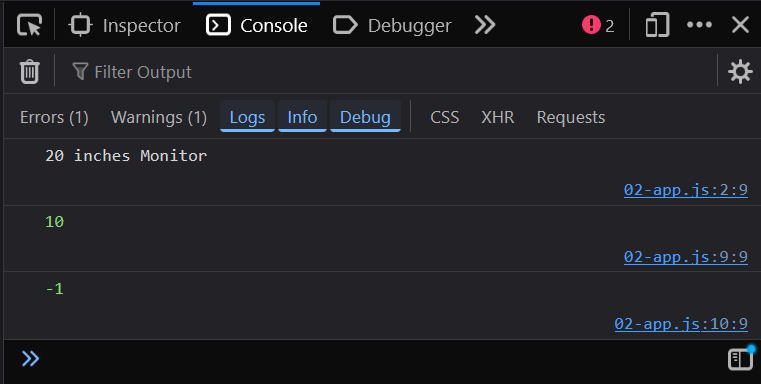 Inspector Console Debugger 2
Filter Output
Errors (1) Warnings (1) Logs Info Debug CSS XHR Requests
20 inches Monitor
02-app.js:2:9
10
02-app.js:9:9
-1
02-app.js:10:9